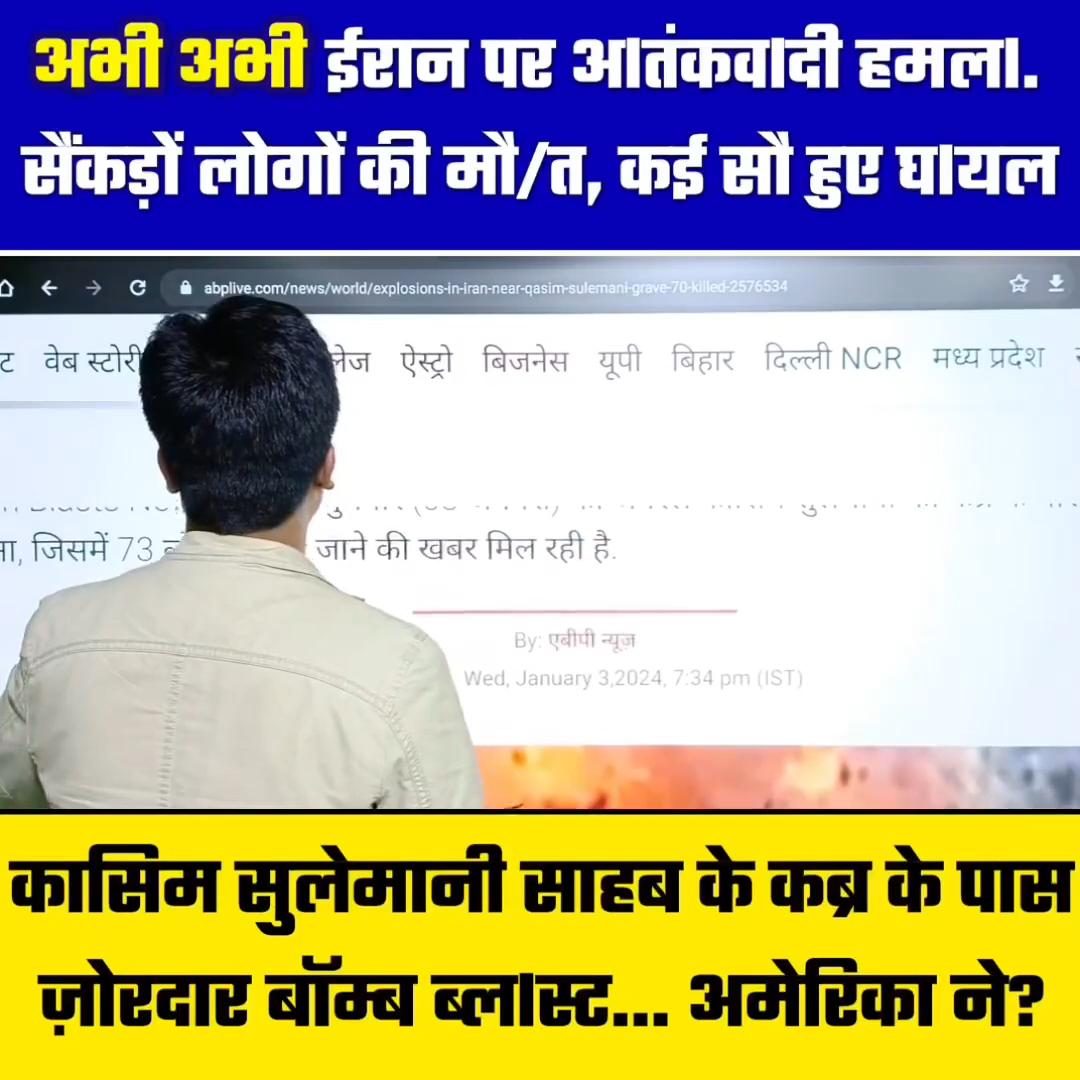 अभी अभी ईरान पर आतंकवादी हमला.
सैंकड़ों लोगों की मौ/त, कई सौ हुए घायल
abplive.com/news/world/explosions-in-iran-near-qasim-sulemani-grave-70-killed-2576534
वेब स्टोरी ऐस्ट्रो बिजनेस यूपी बिहार दिल्ली NCR मध्य प्रदेश
जिसमें 73 जाने की खबर मिल रही है.
By: एबीपी न्यूज़
Wed, January 3,2024, 7:34 pm (IST)
कासिम सुलेमानी साहब के कब्र के पास
ज़ोरदार बॉम्ब ब्लास्ट... अमेरिका ने?